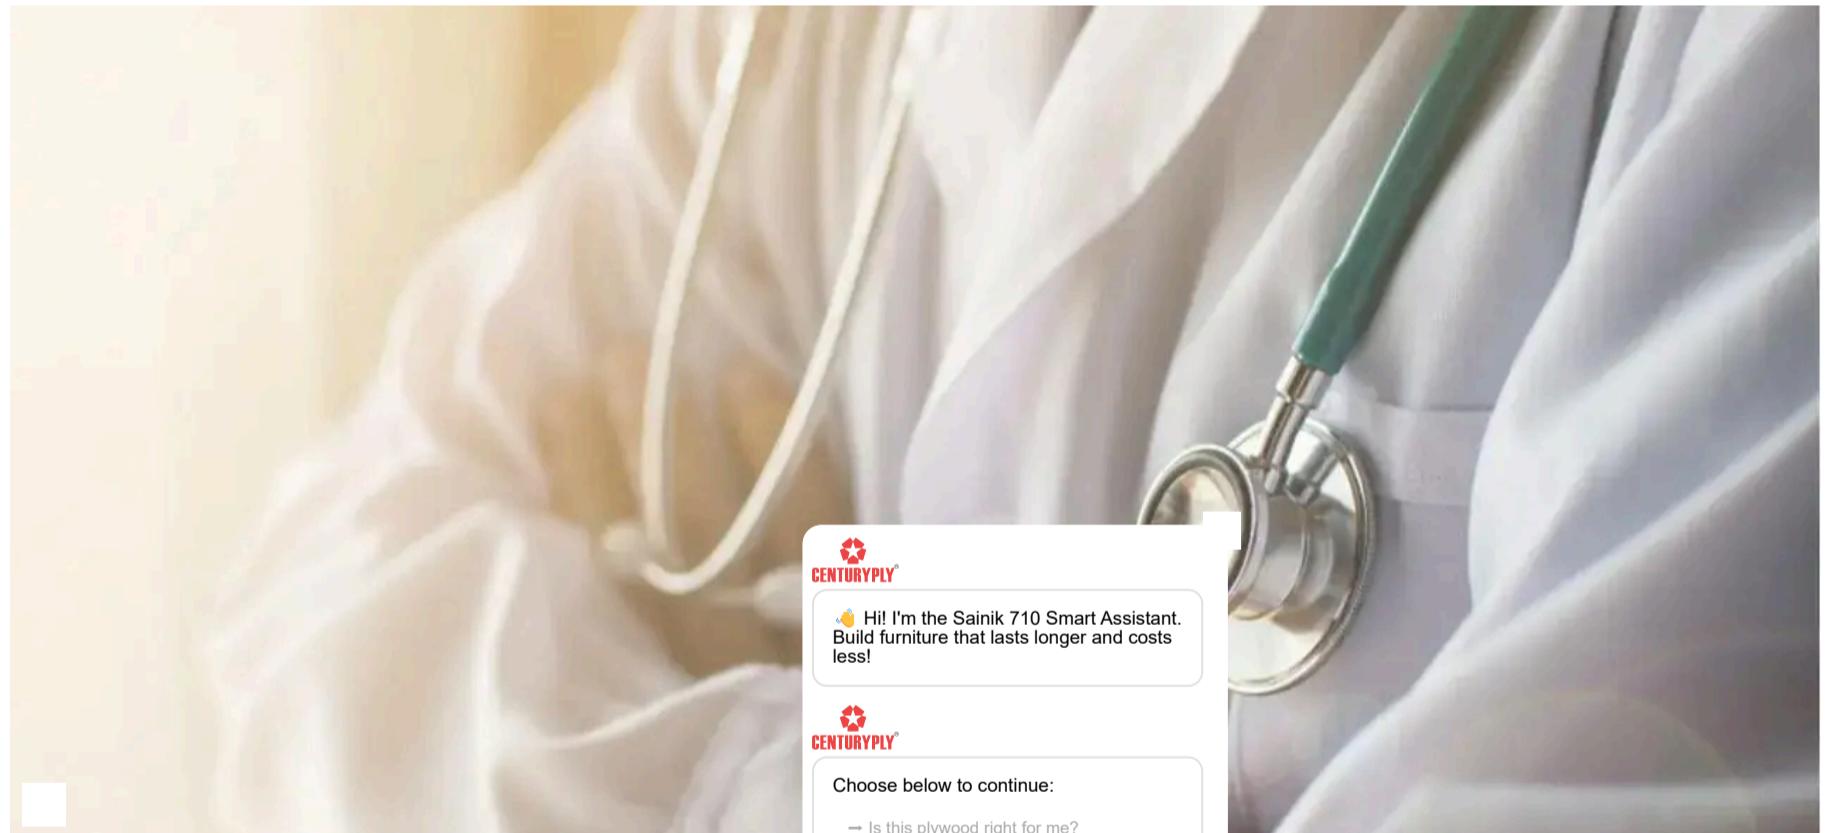 CENTURYPLY®
👋 Hi! I'm the Sainik 710 Smart Assistant.
Build furniture that lasts longer and costs
less!
CENTURYPLY®
Choose below to continue:
➞ Is this plywood right for me?